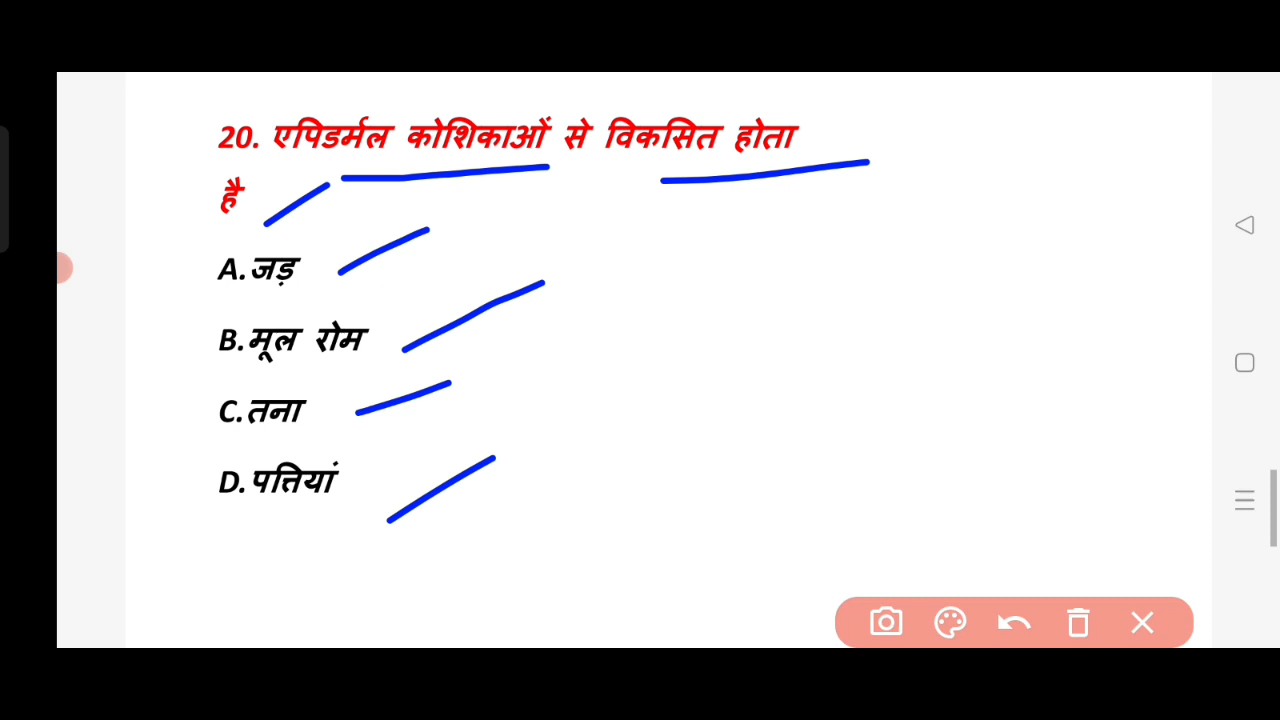 20. एपिडर्मल कोशिकाओं से विकसित होता
है
A.जड़
B.मूल रोम
C.तना
D.पत्तियां